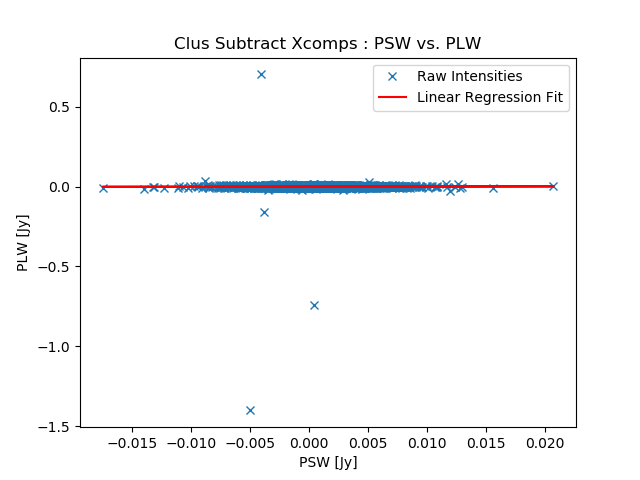 Clus Subtract Xcomps : PSW vs. PLW
Raw Intensities
Linear Regression Fit
0.5
0.0
−0.5
−1.0
−1.5
PLW [Jy]
−0.015 −0.010 −0.005 0.000 0.005 0.010 0.015 0.020
PSW [Jy]